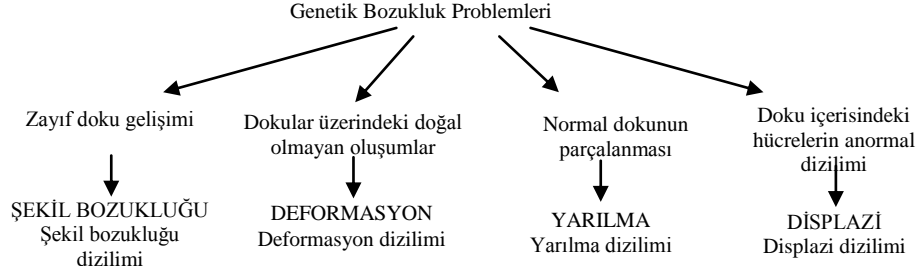 Genetik Bozukluk Problemleri
Zayıf doku gelişimi
Dokular üzerindeki doğal
olmayan oluşumlar
Normal dokunun
parçalanması
Doku içerisindeki
hücrelerin anormal
dizilimi
ŞEKİL BOZUKLUĞU
Şekil bozukluğu
dizilimi
DEFORMASYON
Deformasyon dizilimi
YARILMA
Yarılma dizilimi
DİSPLAZİ
Displazi dizilimi